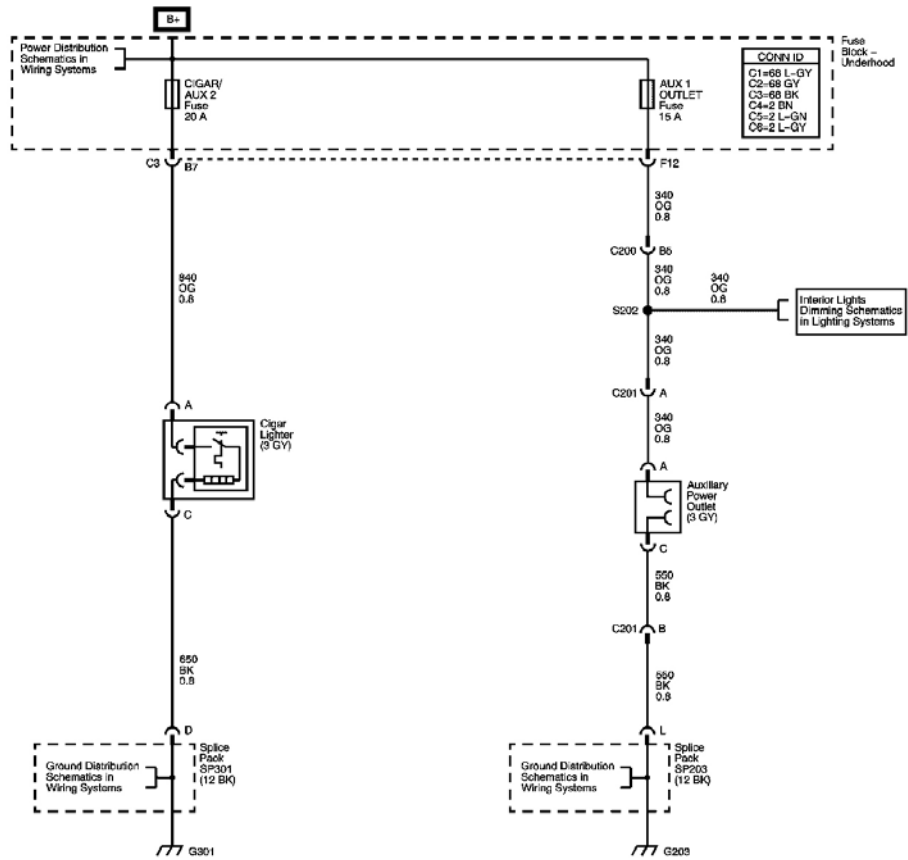 B+
Power Distribution
Schematics in
Wiring Systems
Fuse
Block –
Underhood
CIGAR/
AUX 2
Fuse
20 A
AUX 1
OUTLET
Fuse
15 A
CONN ID
C1=68 L-GY
C2=68 GY
C3=68 BK
C4=2 BN
C5=2 L-GN
C6=2 L-GY
C3
B7
F12
340
OG
0.8
C200
B5
840
OG
0.8
340
OG
0.8
340
OG
0.8
S202
Interior Lights
Dimming Schematics
in Lighting Systems
340
OG
0.8
C201
A
A
340
OG
0.8
Cigar
Lighter
(3 GY)
A
Auxiliary
Power
Outlet
(3 GY)
C
C
550
BK
0.8
C201
B
650
BK
0.8
550
BK
0.8
D
L
Splice
Pack
SP301
(12 BK)
Ground Distribution
Schematics in
Wiring Systems
Splice
Pack
SP203
(12 BK)
Ground Distribution
Schematics in
Wiring Systems
G301
G203